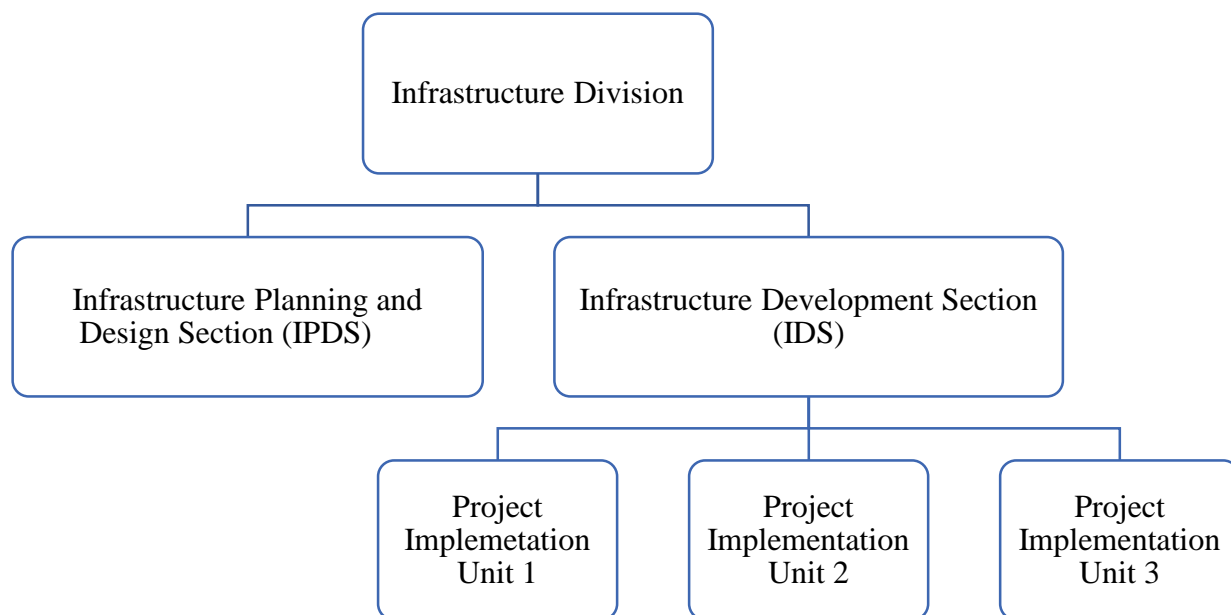 Infrastructure Division
Infrastructure Planning and
Design Section (IPDS)
Infrastructure Development Section
(IDS)
Project
Implemetation
Unit 1
Project
Implementation
Unit 2
Project
Implementation
Unit 3